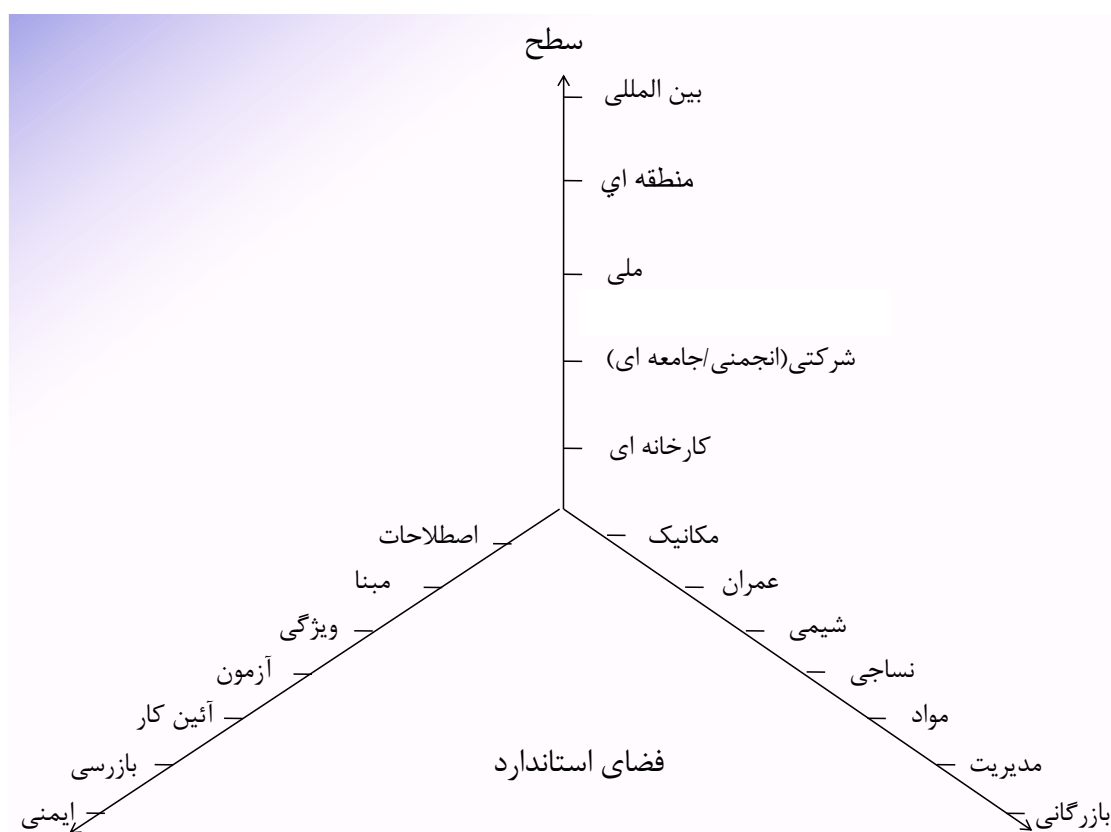 سطح
بین المللی
منطقه اي
ملی
شرکتی(انجمنی/جامعه ای)
کارخانه ای
مکانیک
عمران
شیمی
نساجی
مواد
مدیریت
بازرگانی
اصطلاحات
مبنا
ویژگی
آزمون
آئین کار
بازرسی
ایمنی
فضای استاندارد